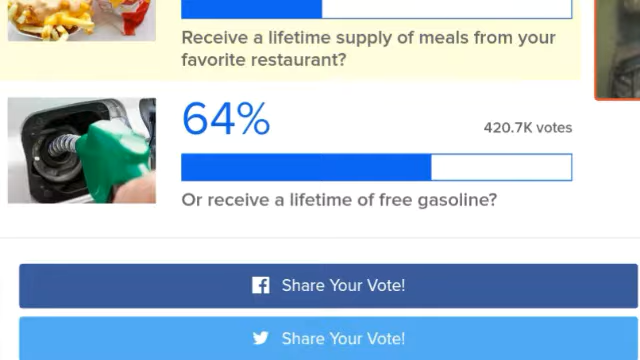 Receive a lifetime supply of meals from your
favorite restaurant?
64%
420.7K votes
Or receive a lifetime of free gasoline?
Share Your Vote!
Share Your Vote!